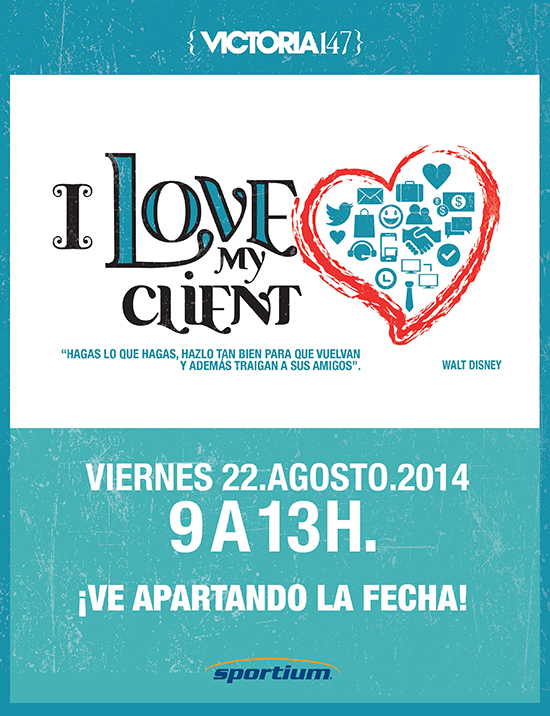 {VICTORIA147}
I LOVE
MY
CLIENT
“HAGAS LO QUE HAGAS, HAZLO TAN BIEN PARA QUE VUELVAN
Y ADEMÁS TRAIGAN A SUS AMIGOS”.
WALT DISNEY
VIERNES 22.AGOSTO.2014
9 A 13H.
¡VE APARTANDO LA FECHA!
sportium